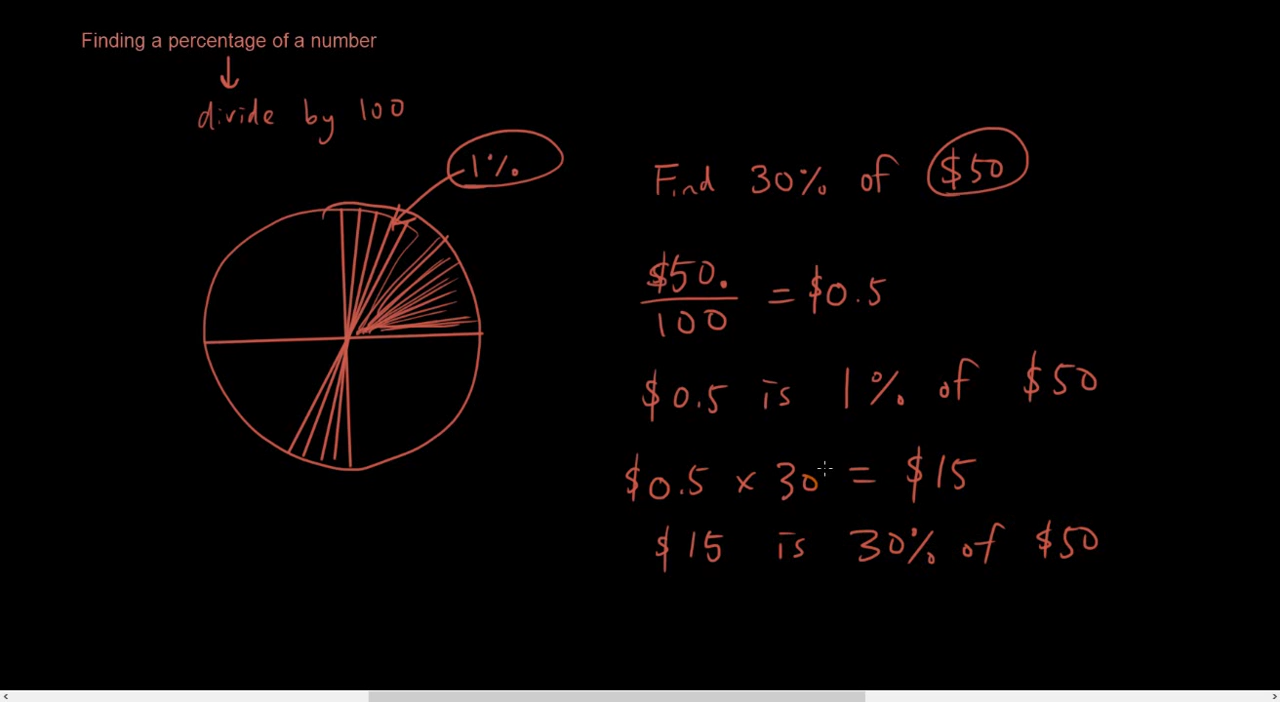 Finding a percentage of a number
divide by 100
1%
Find 30% of $50
$50.
100
= $0.5
$0.5 is 1% of $50
$0.5 × 30 = $15
$15 is 30% of $50